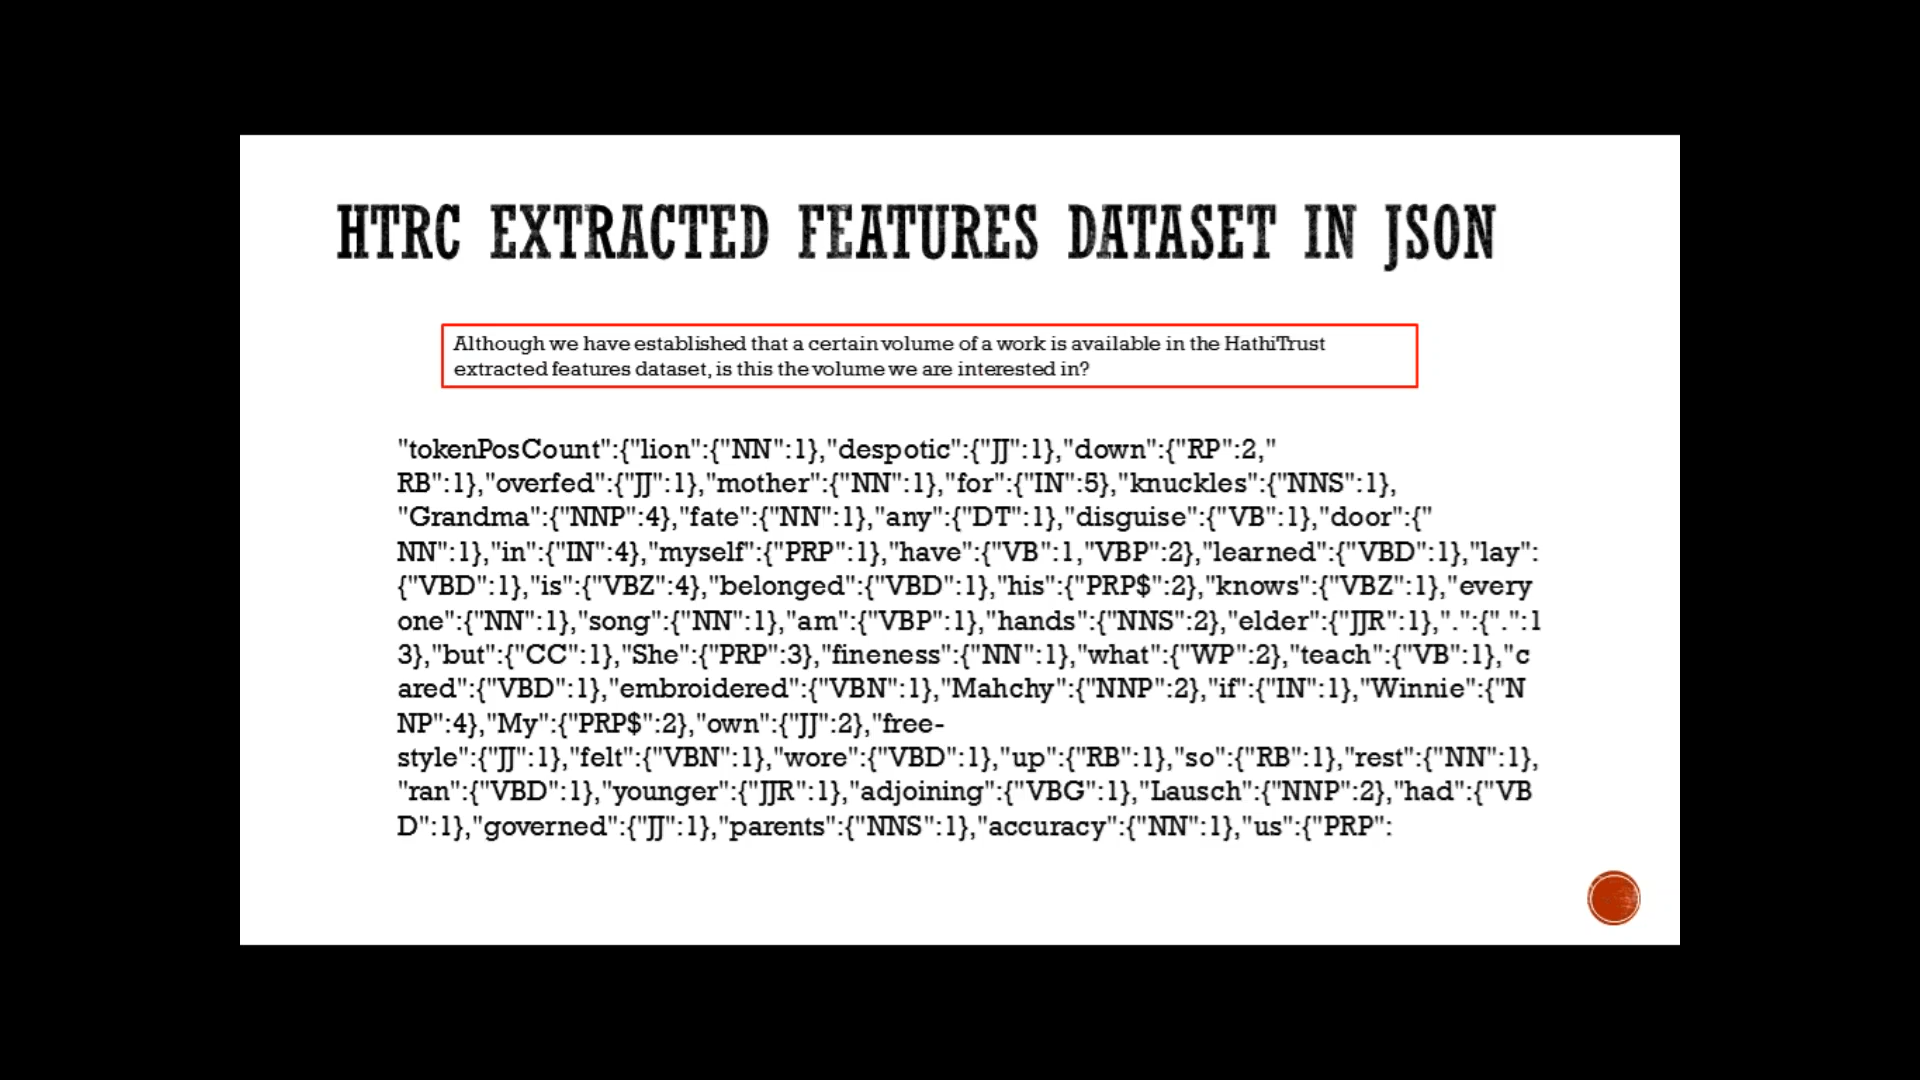 HTRC EXTRACTED FEATURES DATASET IN JSON
Although we have established that a certain volume of a work is available in the HathiTrust
extracted features dataset, is this the volume we are interested in?
"tokenPosCount":{"lion":{"NN":1},"despotic":{"JJ":1},"down":{"RP":2,"
RB":1},"overfed":{"JJ":1},"mother":{"NN":1},"for":{"IN":5},"knuckles":{"NNS":1},
"Grandma":{"NNP":4},"fate":{"NN":1},"any":{"DT":1},"disguise":{"VB":1},"door":{"
NN":1},"in":{"IN":4},"myself":{"PRP":1},"have":{"VB":1,"VBP":2},"learned":{"VBD":1},"lay":
{"VBD":1},"is":{"VBZ":4},"belonged":{"VBD":1},"his":{"PRP$":2},"knows":{"VBZ":1},"every
one":{"NN":1},"song":{"NN":1},"am":{"VBP":1},"hands":{"NNS":2},"elder":{"JJR":1},".":{".":1
3},"but":{"CC":1},"She":{"PRP":3},"fineness":{"NN":1},"what":{"WP":2},"teach":{"VB":1},"c
ared":{"VBD":1},"embroidered":{"VBN":1},"Mahchy":{"NNP":2},"if":{"IN":1},"Winnie":{"N
NP":4},"My":{"PRP$":2},"own":{"JJ":2},"free-
style":{"JJ":1},"felt":{"VBN":1},"wore":{"VBD":1},"up":{"RB":1},"so":{"RB":1},"rest":{"NN":1},
"ran":{"VBD":1},"younger":{"JJR":1},"adjoining":{"VBG":1},"Lausch":{"NNP":2},"had":{"VB
D":1},"governed":{"JJ":1},"parents":{"NNS":1},"accuracy":{"NN":1},"us":{"PRP":